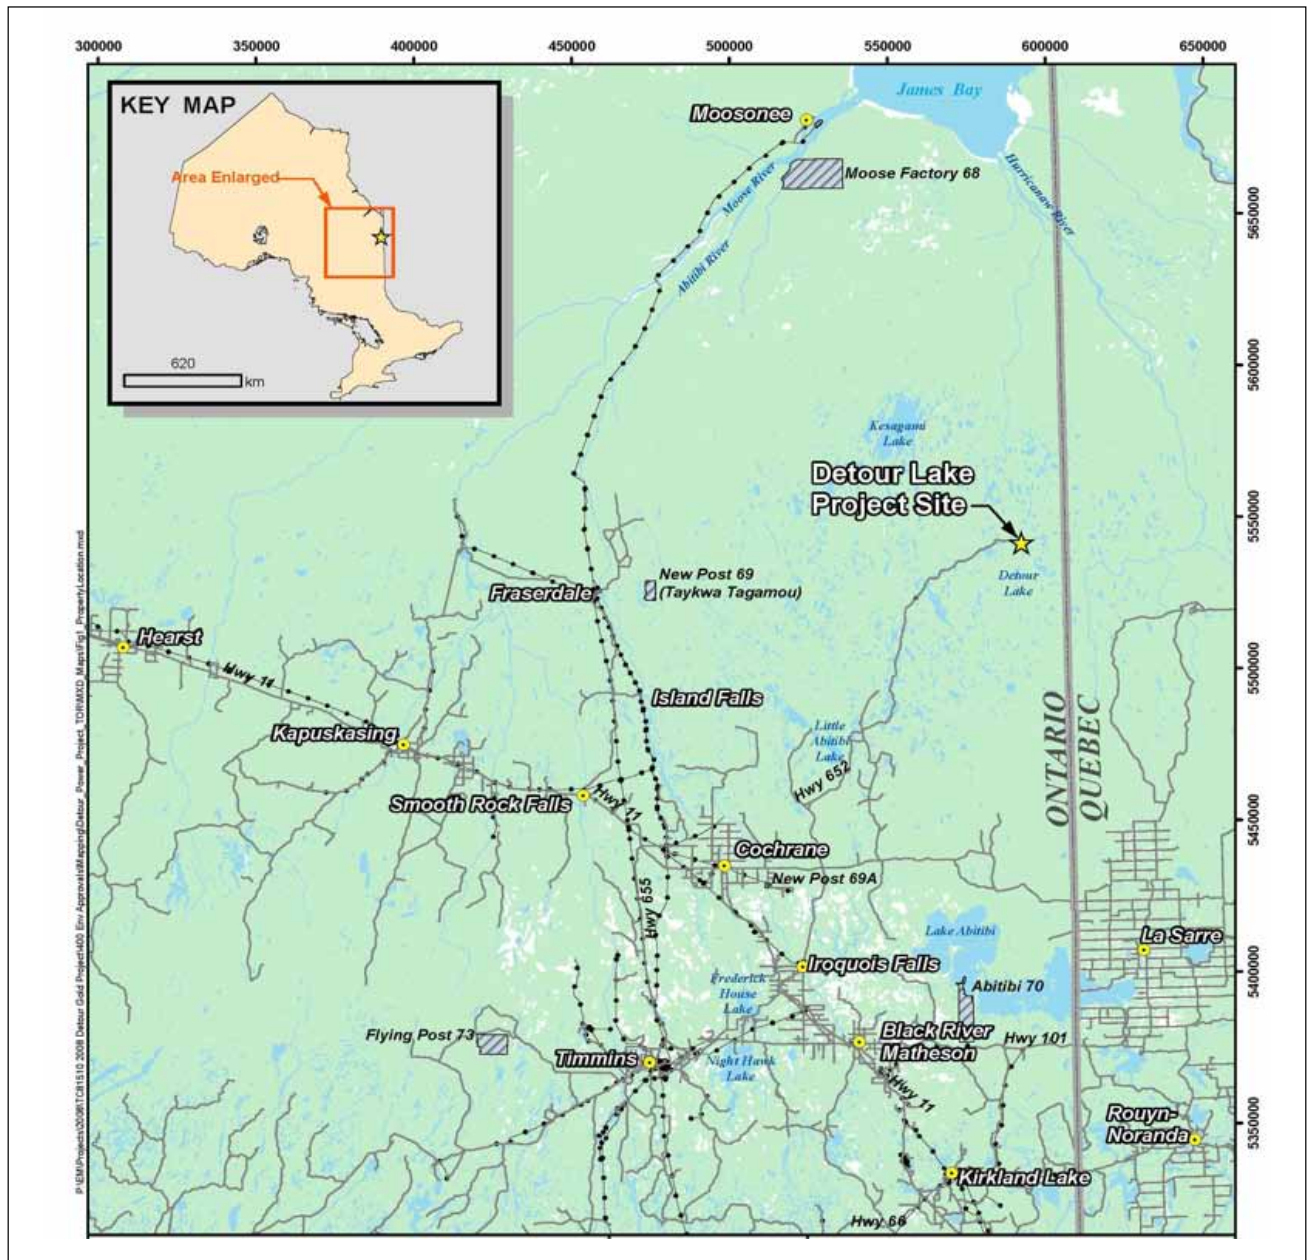 300000 350000 400000 450000 500000 550000 600000 650000
KEY MAP
Area Enlarged
620
km
James Bay
Moosonee
Moose Factory 68
Moose River
Hurricanaw River
Abitibi River
5650000
5600000
5550000
5500000
5450000
5400000
5350000
Kesagami
Lake
Detour Lake
Project Site
Detour
Lake
New Post 69
(Taykwa Tagamou)
Fraserdale
Hearst
Hwy 11
Island Falls
Kapuskasing
Little
Abitibi
Lake
Hwy 652
ONTARIO
QUEBEC
Smooth Rock Falls
Hwy 11
Cochrane
New Post 69A
Hwy 655
Lake Abitibi
La Sarre
Iroquois Falls
Frederick
House
Lake
Abitibi 70
Flying Post 73
Black River
Matheson
Hwy 101
Timmins
Night Hawk
Lake
Hwy 11
Rouyn-
Noranda
Kirkland Lake
Hwy 66